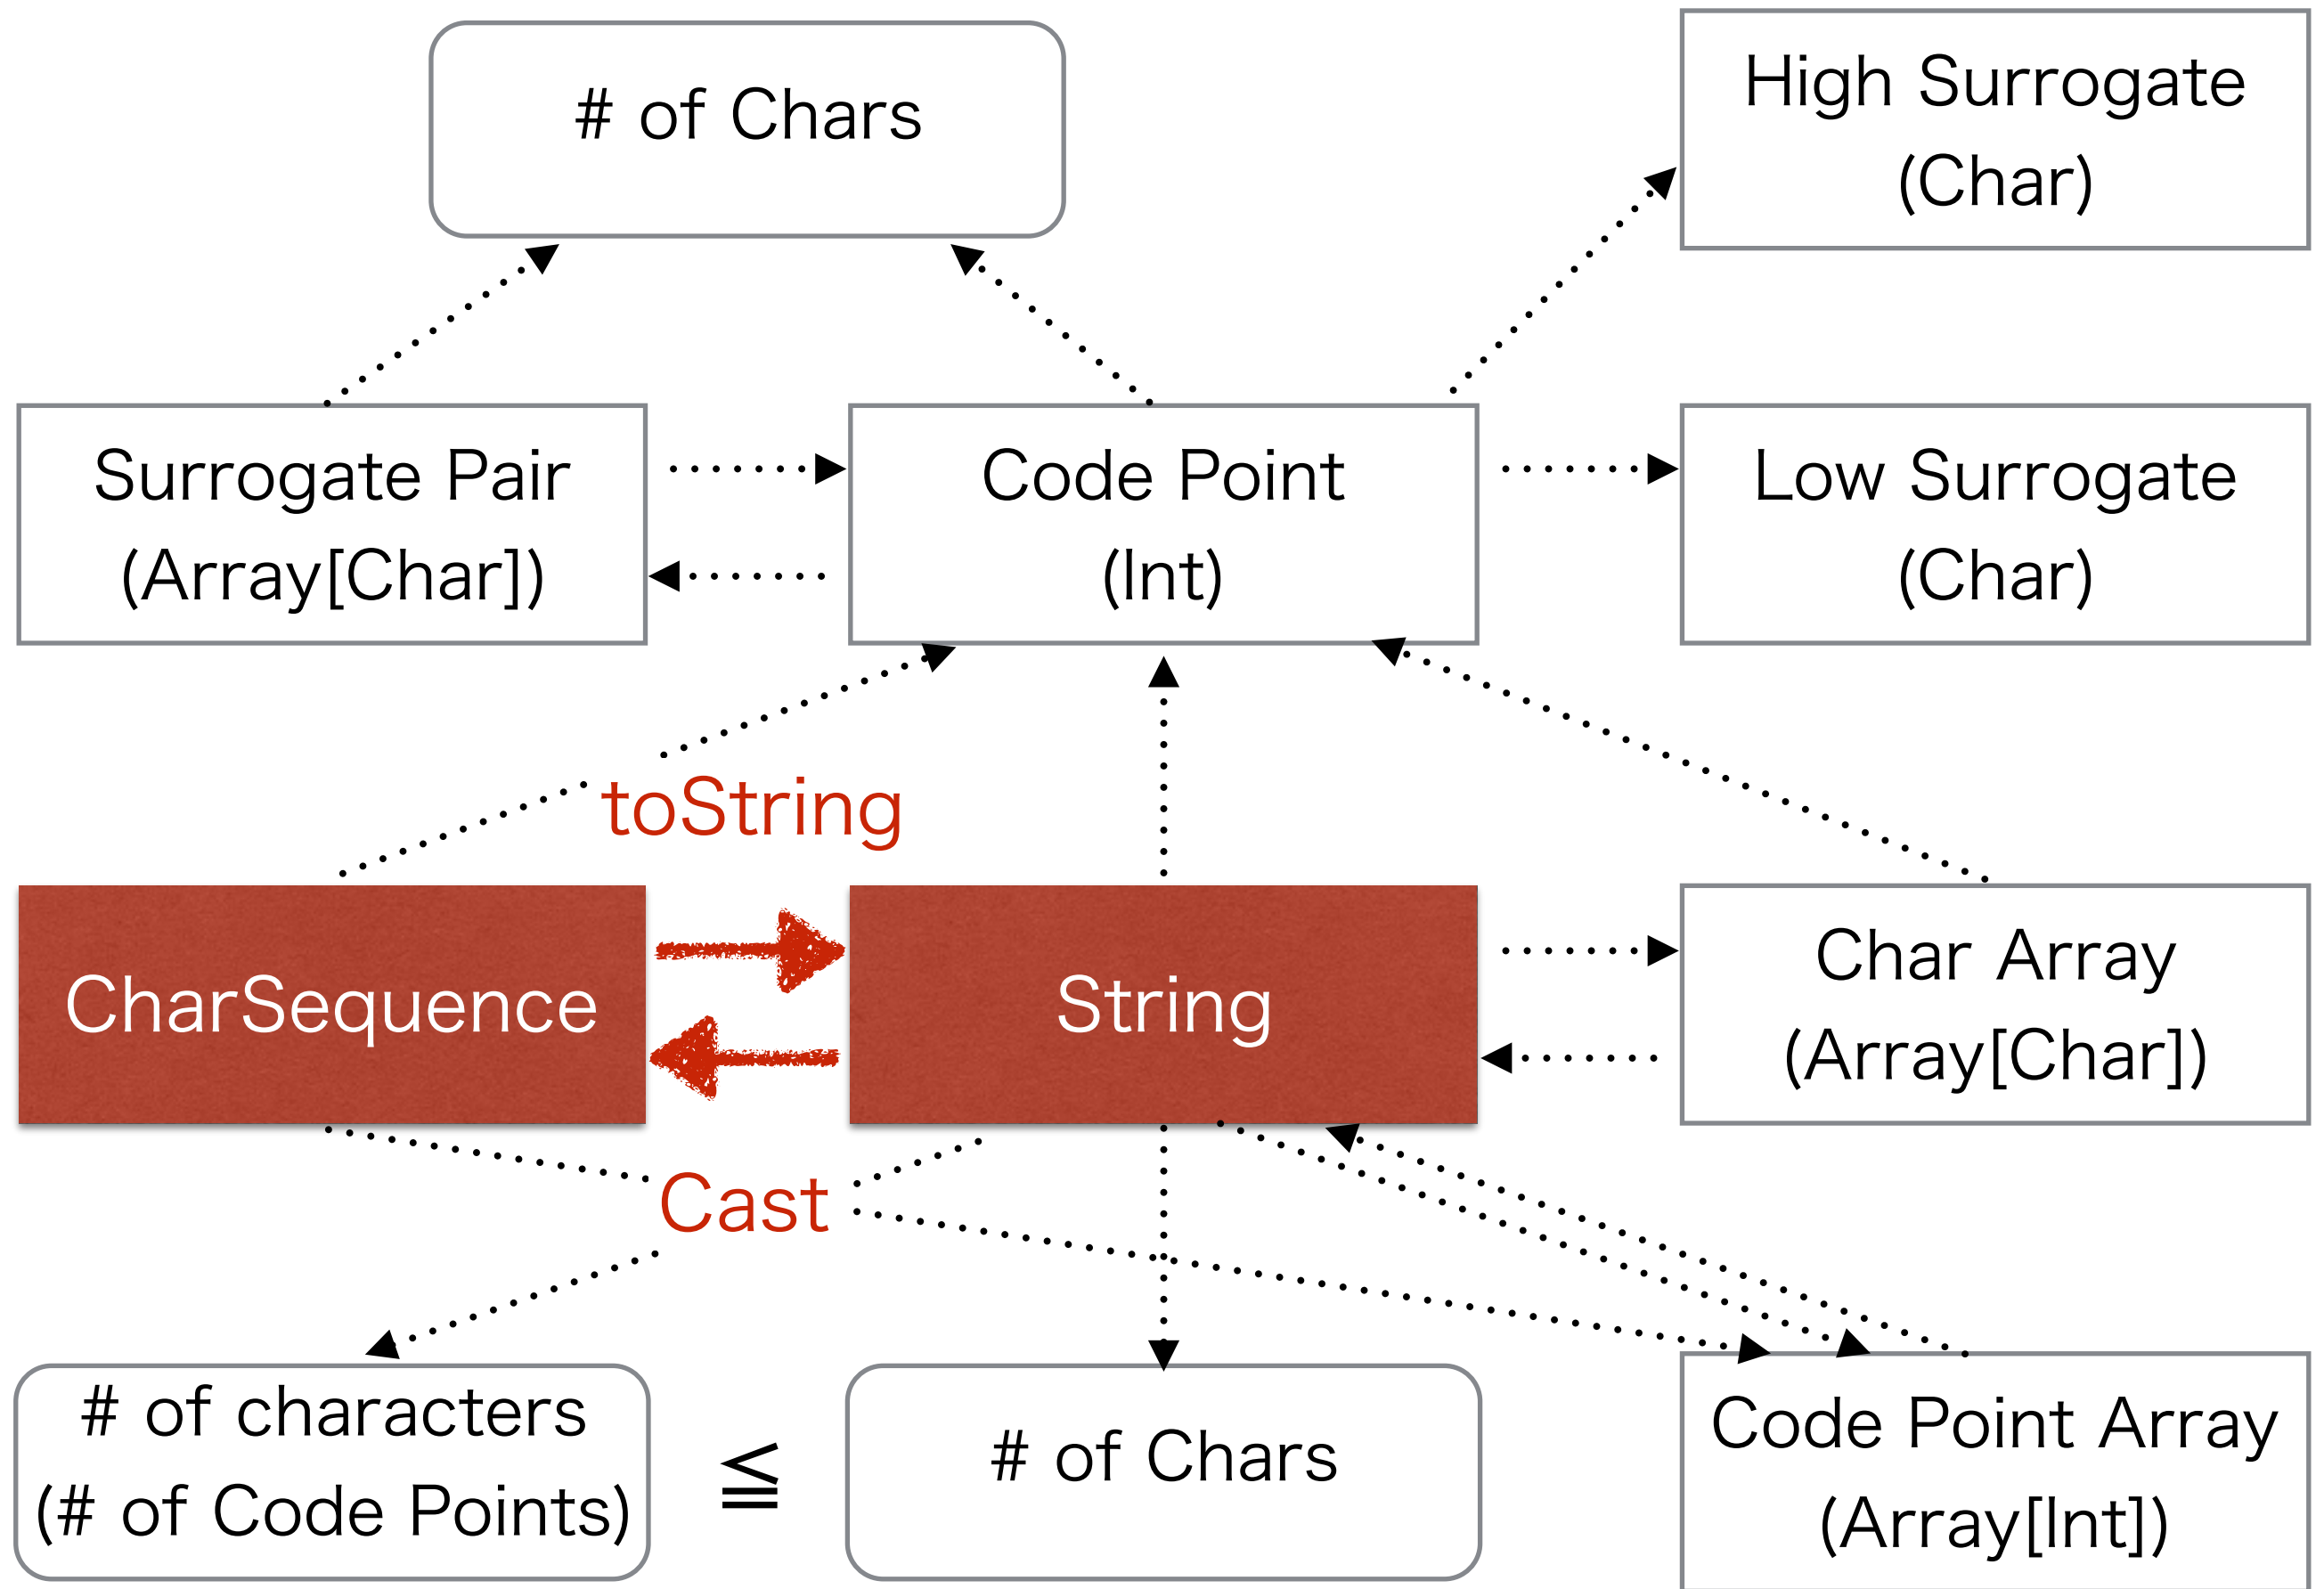 # of Chars
High Surrogate
(Char)
Surrogate Pair
(Array[Char])
Code Point
(Int)
Low Surrogate
(Char)
toString
CharSequence
String
Char Array
(Array[Char])
Cast
# of characters
(# of Code Points)
≦
# of Chars
Code Point Array
(Array[Int])